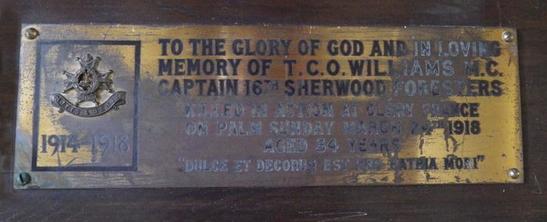 TO THE GLORY OF GOD AND IN LOVING
MEMORY OF T.C.O. WILLIAMS M.C.
CAPTAIN 16TH SHERWOOD FORESTERS
KILLED IN ACTION AT CLERY FRANCE
ON PALM SUNDAY MARCH 24TH 1918
AGED 34 YEARS
"DULCE ET DECORUM EST PRO PATRIA MORI"
1914-1918